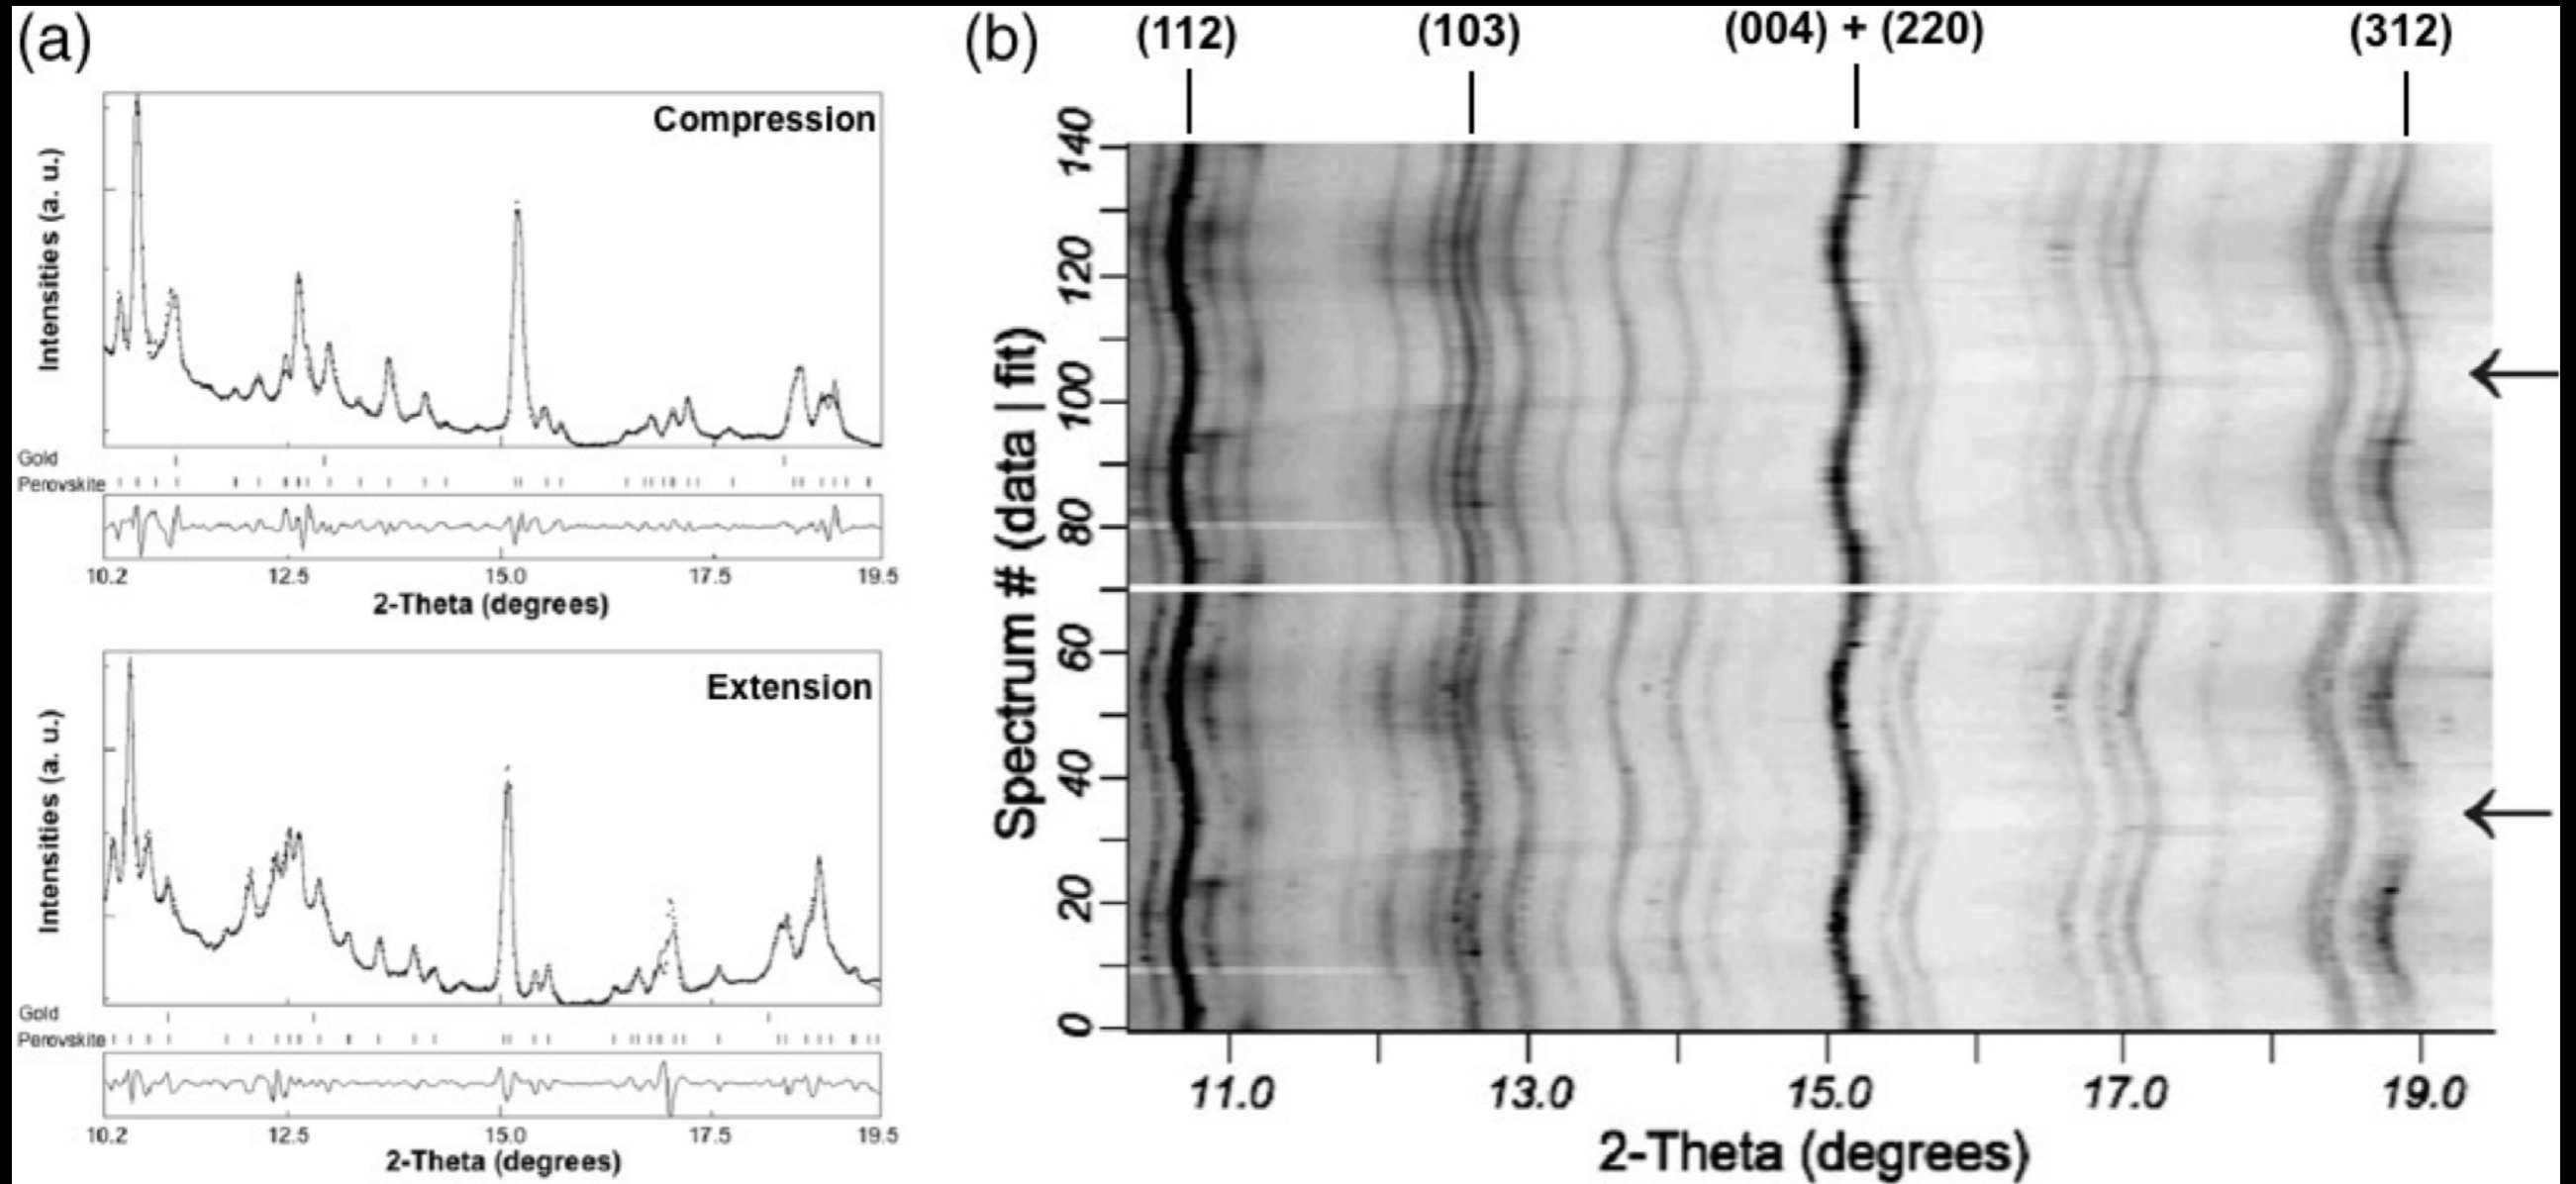 (a)
Compression
Intensities (a. u.)
Gold
Perovskite
10.2 12.5 15.0 17.5 19.5
2-Theta (degrees)
Extension
Intensities (a. u.)
Gold
Perovskite
10.2 12.5 15.0 17.5 19.5
2-Theta (degrees)
(b)
(112) (103) (004) + (220) (312)
Spectrum # (data | fit)
140
120
100
80
60
40
20
0
11.0 13.0 15.0 17.0 19.0
2-Theta (degrees)